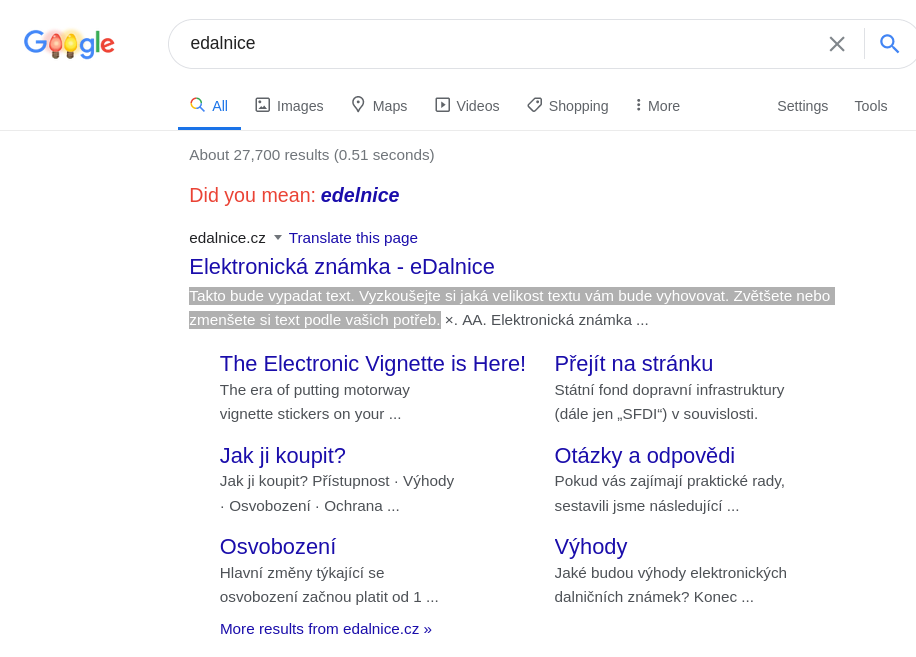 Google
edalnice
All Images Maps Videos Shopping More Settings Tools
About 27,700 results (0.51 seconds)
Did you mean: edelnice
edalnice.cz Translate this page
Elektronická známka - eDalnice
Takto bude vypadat text. Vyzkoušejte si jaká velikost textu vám bude vyhovovat. Zvětšete nebo
zmenšete si text podle vašich potřeb. ×. AA. Elektronická známka ...
The Electronic Vignette is Here!
The era of putting motorway
vignette stickers on your ...
Přejít na stránku
Státní fond dopravní infrastruktury
(dále jen „SFDI“) v souvislosti.
Jak ji koupit?
Jak ji koupit? Přístupnost · Výhody
· Osvobození · Ochrana ...
Otázky a odpovědi
Pokud vás zajímají praktické rady,
sestavili jsme následující ...
Osvobození
Hlavní změny týkající se
osvobození začnou platit od 1 ...
Výhody
Jaké budou výhody elektronických
dalničních známek? Konec ...
More results from edalnice.cz »